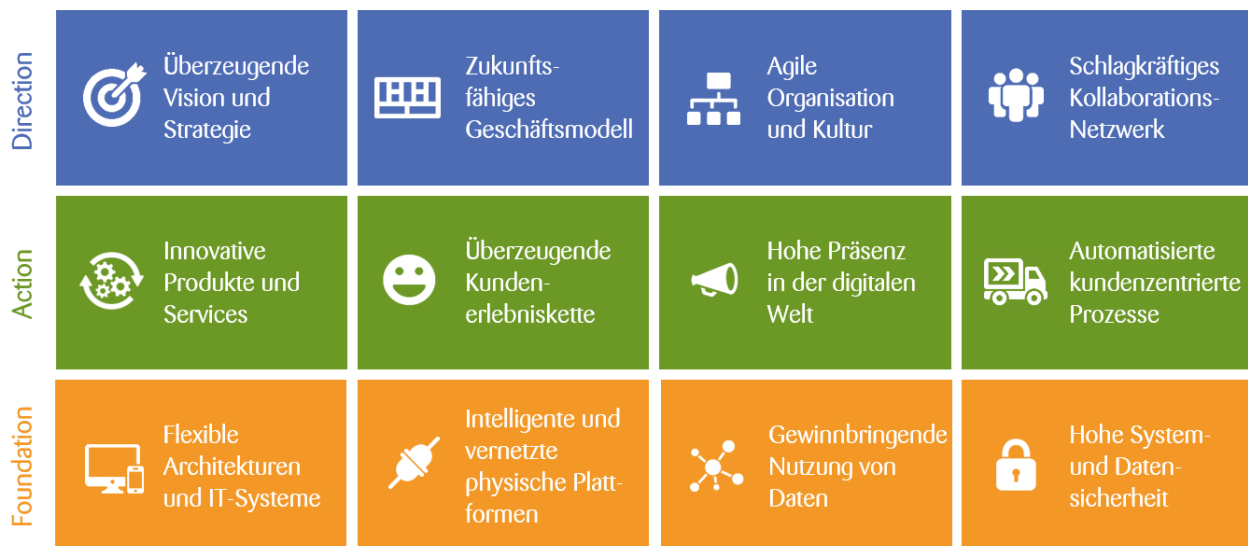 Direction
Überzeugende
Vision und
Strategie
Zukunfts-
fähiges
Geschäftsmodell
Agile
Organisation
und Kultur
Schlagkräftiges
Kollaborations-
Netzwerk
Action
Innovative
Produkte und
Services
Überzeugende
Kunden-
erlebniskette
Hohe Präsenz
in der digitalen
Welt
Automatisierte
kundenzentrierte
Prozesse
Foundation
Flexible
Architekturen
und IT-Systeme
Intelligente und
vernetzte
physische Platt-
formen
Gewinnbringende
Nutzung von
Daten
Hohe System-
und Daten-
sicherheit